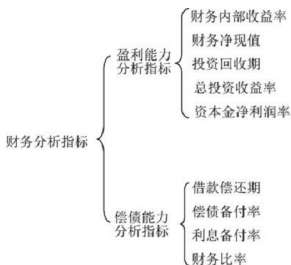 财务分析指标
盈利能力
分析指标
财务内部收益率
财务净现值
投资回收期
总投资收益率
资本金净利润率
偿债能力
分析指标
借款偿还期
偿债备付率
利息备付率
财务比率